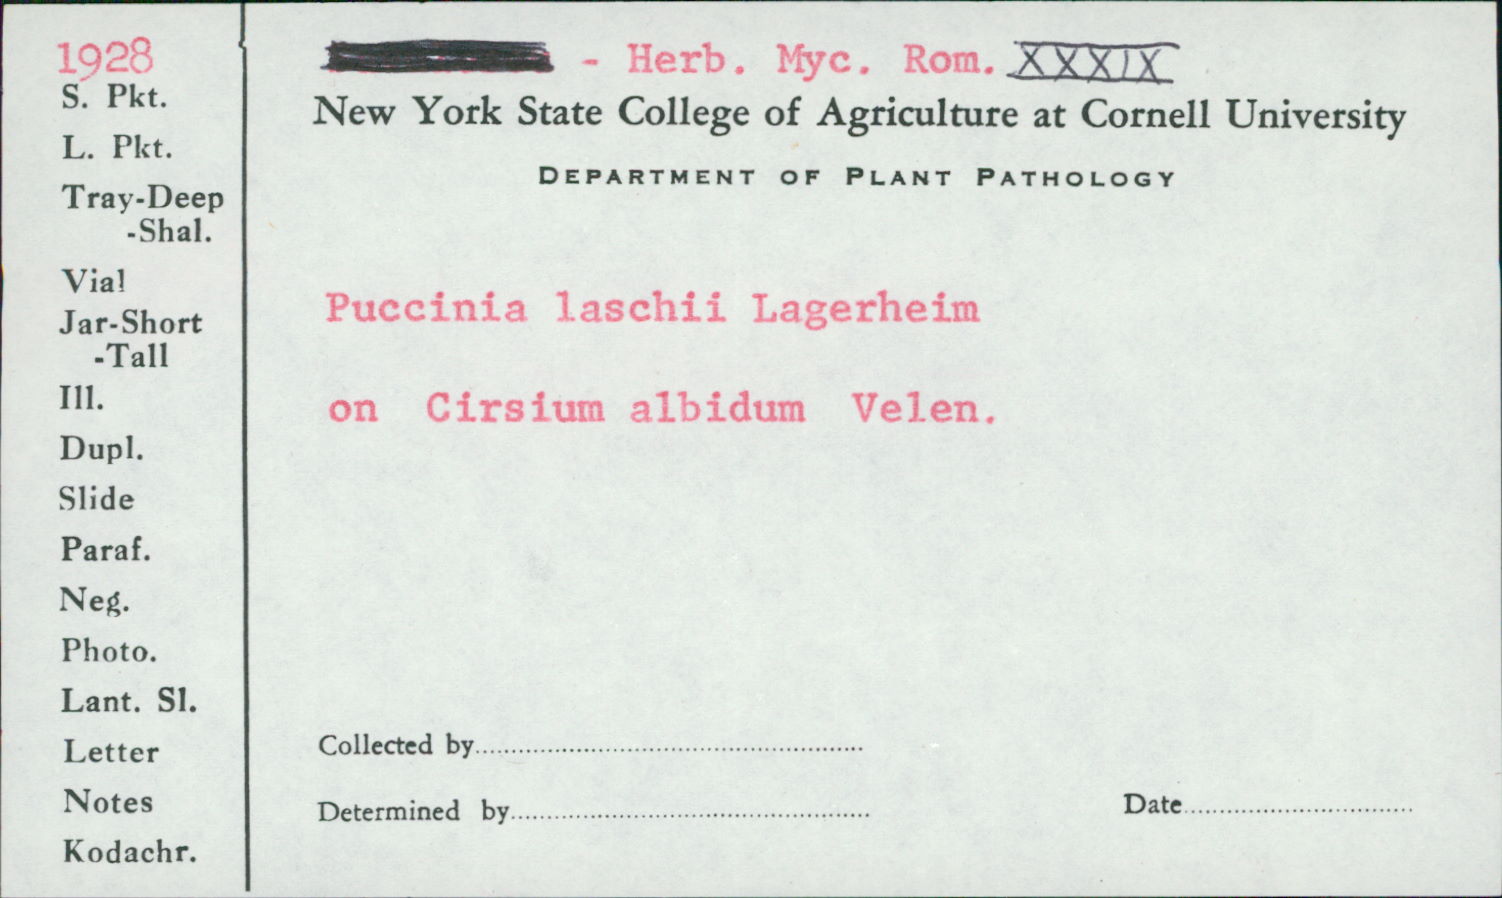 1928
S. Pkt.
L. Pkt.
Tray-Deep
-Shal.
Vial
Jar-Short
-Tall
Ill.
Dupl.
Slide
Paraf.
Neg.
Photo.
Lant. Sl.
Letter
Notes
Kodachr.
- Herb. Myc. Rom. XXXIX
New York State College of Agriculture at Cornell University
DEPARTMENT OF PLANT PATHOLOGY
Puccinia laschii Lagerheim
on Cirsium albidum Velen.
Collected by
Determined by
Date